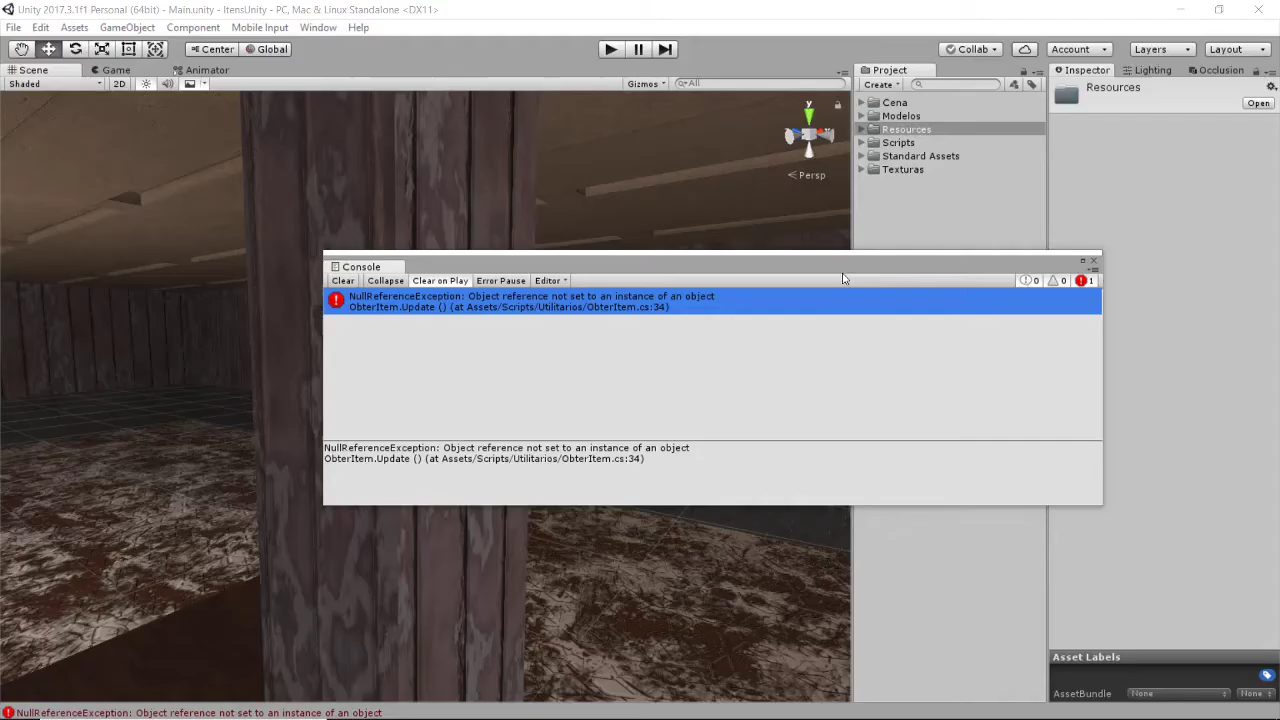 Unity 2017.3.1f1 Personal (64bit) - Main.unity - ItensUnity - PC, Mac & Linux Standalone <DX11>
File Edit Assets GameObject Component Mobile Input Window Help
Center Global Collab Account Layers Layout
Scene Game Animator Project Inspector Lighting Occlusion
Shaded 2D Gizmos All Create
Resources
Open
Cena
Modelos
Resources
Scripts
Standard Assets
Texturas
y
Persp
Console
Clear Collapse Clear on Play Error Pause Editor 0 0 1
NullReferenceException: Object reference not set to an instance of an object
ObterItem.Update () (at Assets/Scripts/Utilitarios/ObterItem.cs:34)
NullReferenceException: Object reference not set to an instance of an object
ObterItem.Update () (at Assets/Scripts/Utilitarios/ObterItem.cs:34)
Asset Labels
AssetBundle None None
NullReferenceException: Object reference not set to an instance of an object